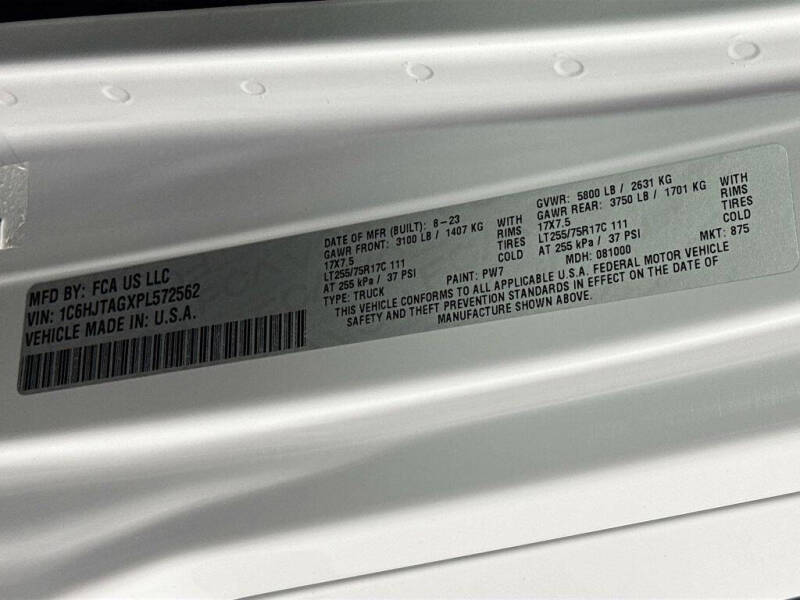 MFD BY: FCA US LLC
VIN: 1C6HJTAGXPL572562
VEHICLE MADE IN: U.S.A.
DATE OF MFR (BUILT): 8-23
GAWR FRONT: 3100 LB / 1407 KG WITH
17X7.5 RIMS
LT255/75R17C 111 TIRES
AT 255 kPa / 37 PSI COLD
TYPE: TRUCK PAINT: PW7
GVWR: 5800 LB / 2631 KG
GAWR REAR: 3750 LB / 1701 KG WITH
17X7.5 RIMS
LT255/75R17C 111 TIRES
AT 255 kPa / 37 PSI COLD
MDH: 081000 MKT: 875
THIS VEHICLE CONFORMS TO ALL APPLICABLE U.S.A. FEDERAL MOTOR VEHICLE
SAFETY AND THEFT PREVENTION STANDARDS IN EFFECT ON THE DATE OF
MANUFACTURE SHOWN ABOVE.